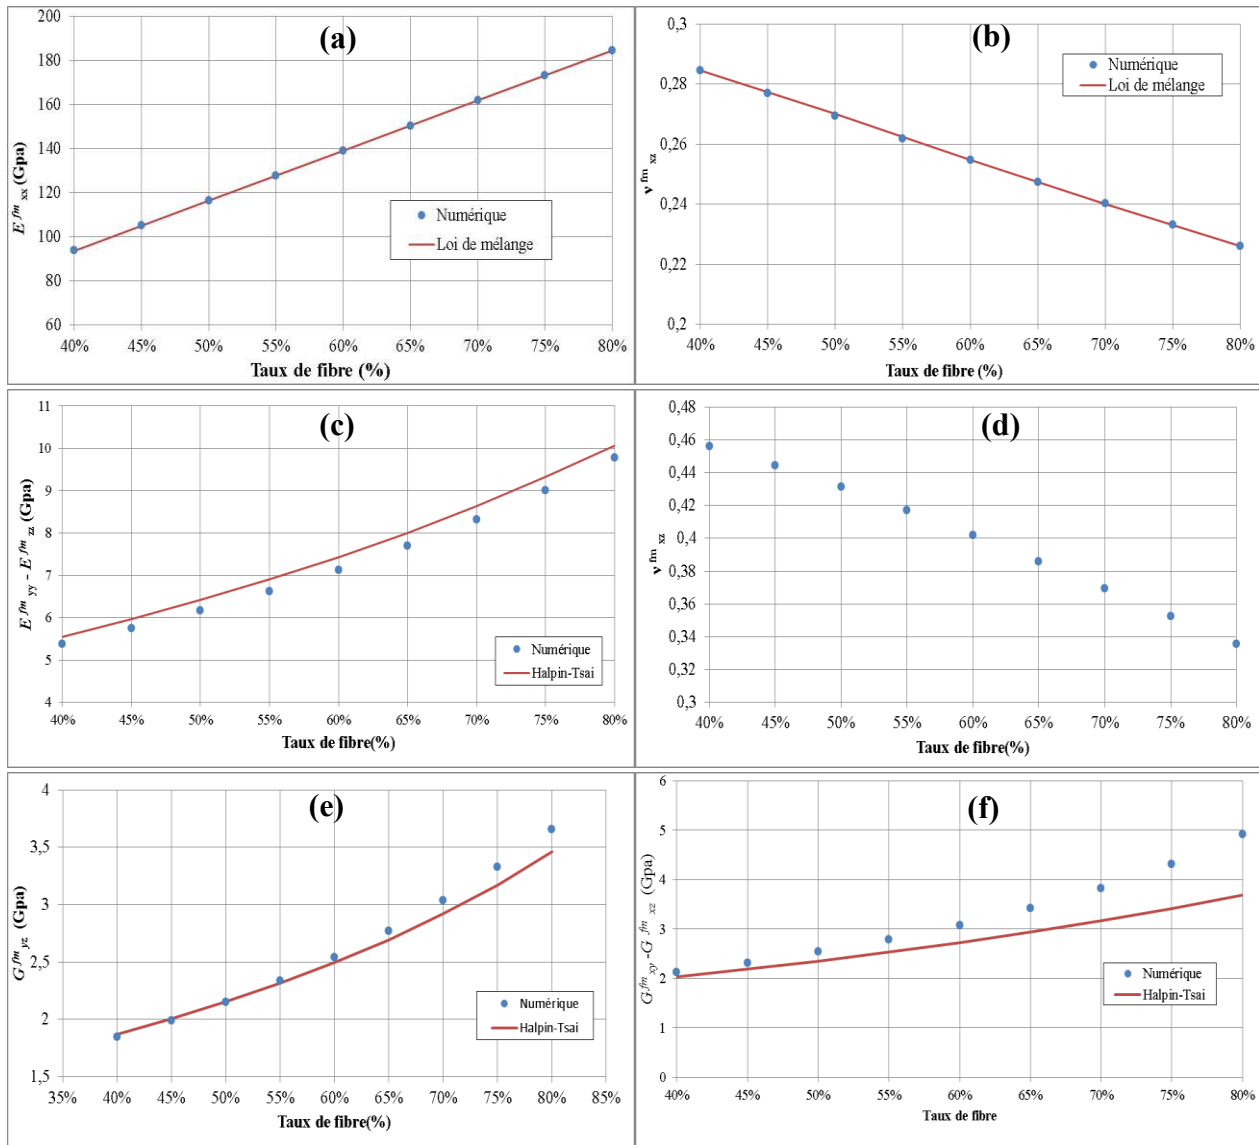 (a)
200
180
160
140
120
100
80
60
E fm xx (Gpa)
Numérique
Loi de mélange
40% 45% 50% 55% 60% 65% 70% 75% 80%
Taux de fibre (%)
(b)
0,3
0,28
0,26
0,24
0,22
0,2
ν fm xz
Numérique
Loi de mélange
40% 45% 50% 55% 60% 65% 70% 75% 80%
Taux de fibre (%)
(c)
11
10
9
8
7
6
5
4
E fm yy - E fm zz (Gpa)
Numérique
Halpin-Tsai
40% 45% 50% 55% 60% 65% 70% 75% 80%
Taux de fibre(%)
(d)
0,48
0,46
0,44
0,42
0,4
0,38
0,36
0,34
0,32
0,3
ν fm xz
40% 45% 50% 55% 60% 65% 70% 75% 80%
Taux de fibre(%)
(e)
4
3,5
3
2,5
2
1,5
G fm yz (Gpa)
Numérique
Halpin-Tsai
35% 40% 45% 50% 55% 60% 65% 70% 75% 80% 85%
Taux de fibre(%)
(f)
6
5
4
3
2
1
0
G fm xy - G fm xz (Gpa)
Numérique
Halpin-Tsai
40% 45% 50% 55% 60% 65% 70% 75% 80%
Taux de fibre